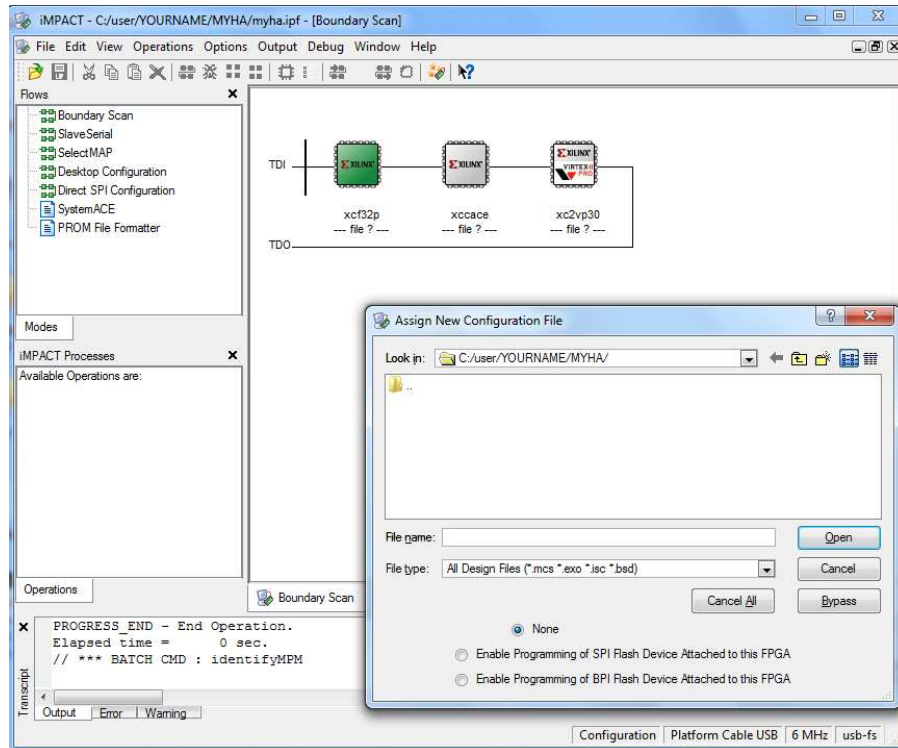 iMPACT - C:/user/YOURNAME/MYHA/myha.ipf - [Boundary Scan]
File Edit View Operations Options Output Debug Window Help
Flows
Boundary Scan
SlaveSerial
SelectMAP
Desktop Configuration
Direct SPI Configuration
SystemACE
PROM File Formatter
Modes
iMPACT Processes
Available Operations are:
Operations
TDI
XILINX XILINX XILINX
VIRTEX-II
PRO
xcf32p xccace xc2vp30
--- file ? --- --- file ? --- --- file ? ---
TDO
Boundary Scan
Assign New Configuration File
Look in: C:/user/YOURNAME/MYHA/
..
File name: Open
File type: All Design Files (*.mcs *.exo *.isc *.bsd) Cancel
Cancel All Bypass
None
Enable Programming of SPI Flash Device Attached to this FPGA
Enable Programming of BPI Flash Device Attached to this FPGA
PROGRESS_END - End Operation.
Elapsed time = 0 sec.
// *** BATCH CMD : identifyMPM
Transcript
Output Error Warning
Configuration Platform Cable USB 6 MHz usb-fs